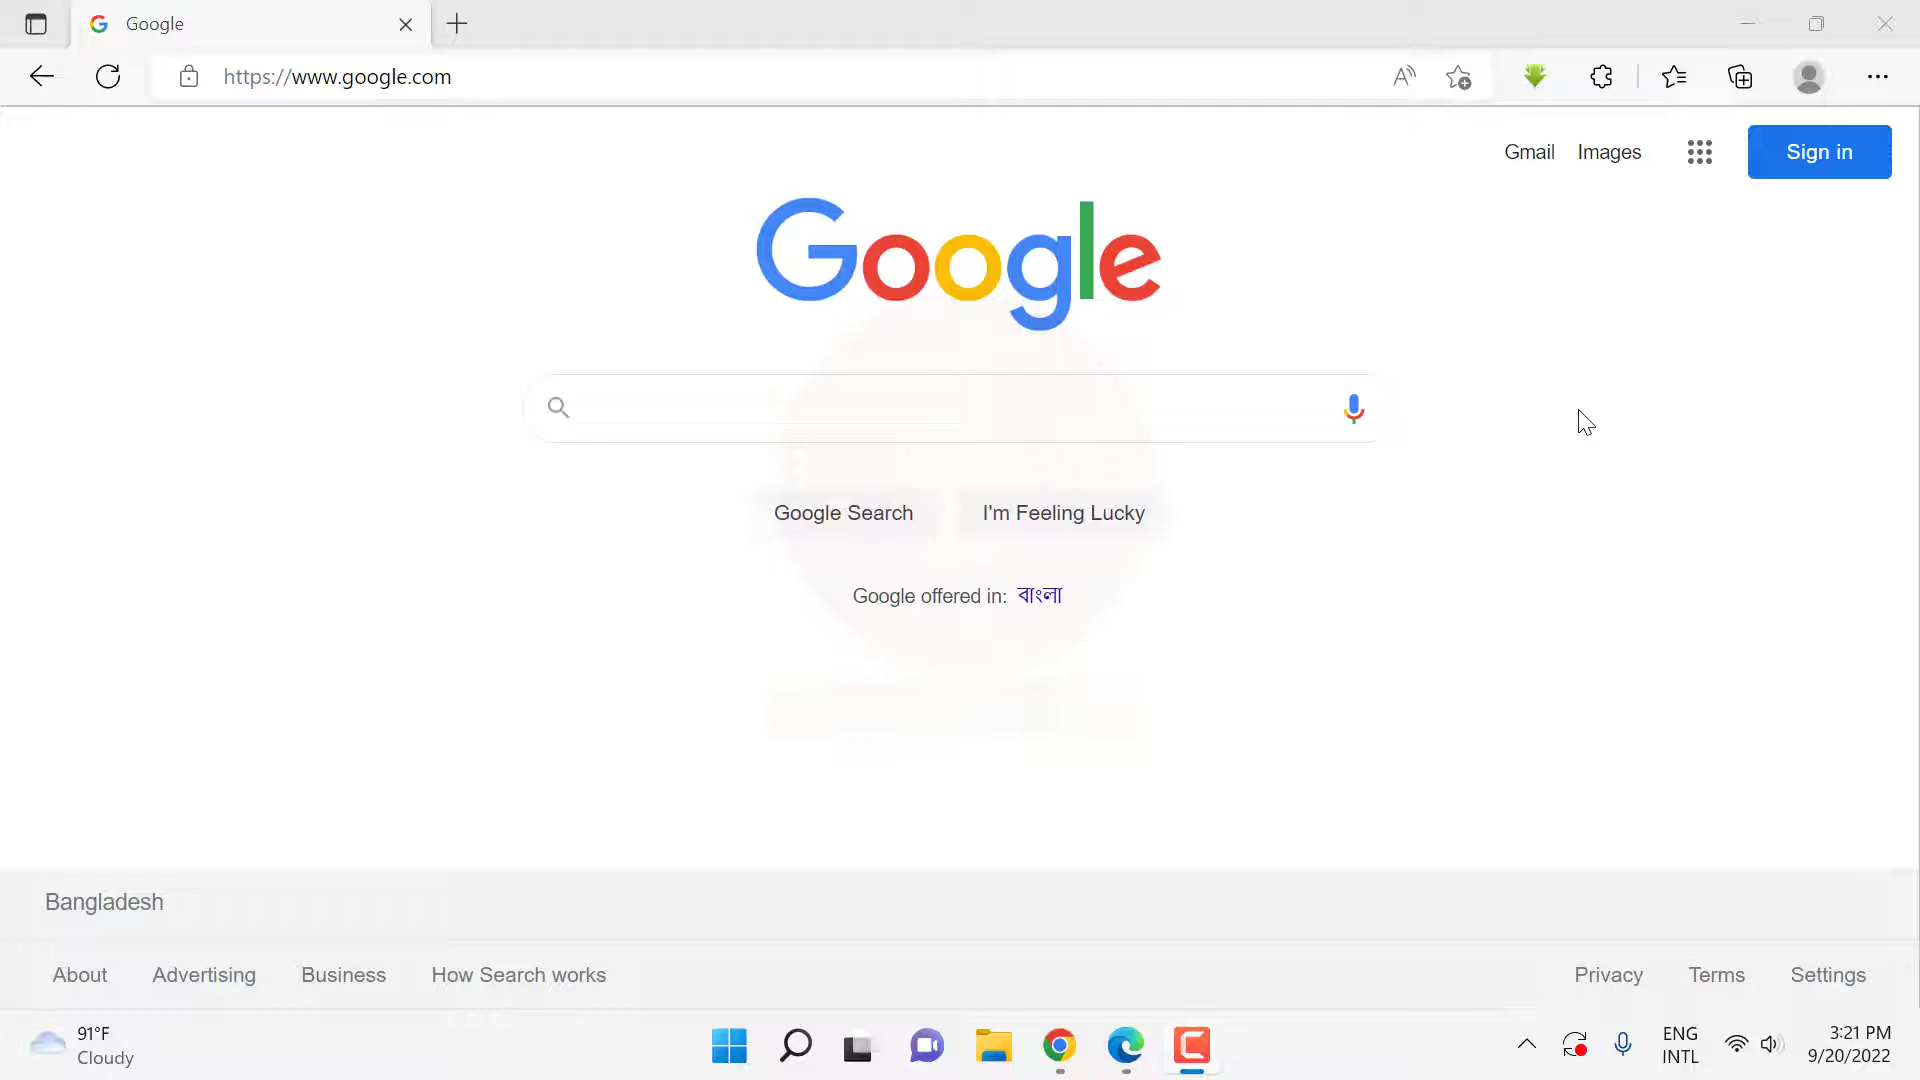 Google
https://www.google.com
Gmail Images Sign in
Google
Google Search I'm Feeling Lucky
Google offered in: বাংলা
Bangladesh
About Advertising Business How Search works Privacy Terms Settings
91°F
Cloudy
ENG
INTL
3:21 PM
9/20/2022